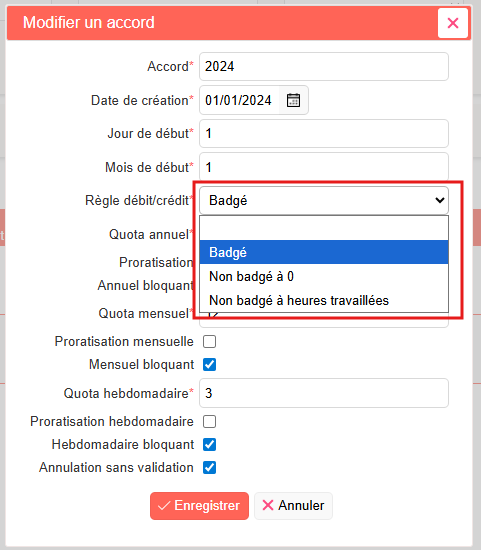 Modifier un accord
Accord* 2024
Date de création* 01/01/2024
Jour de début* 1
Mois de début* 1
Règle débit/crédit* Badgé
Quota annuel*
Badgé
Proratisation
Non badgé à 0
Annuel bloquant
Non badgé à heures travaillées
Quota mensuel* 12
Proratisation mensuelle
Mensuel bloquant
Quota hebdomadaire* 3
Proratisation hebdomadaire
Hebdomadaire bloquant
Annulation sans validation
Enregistrer Annuler